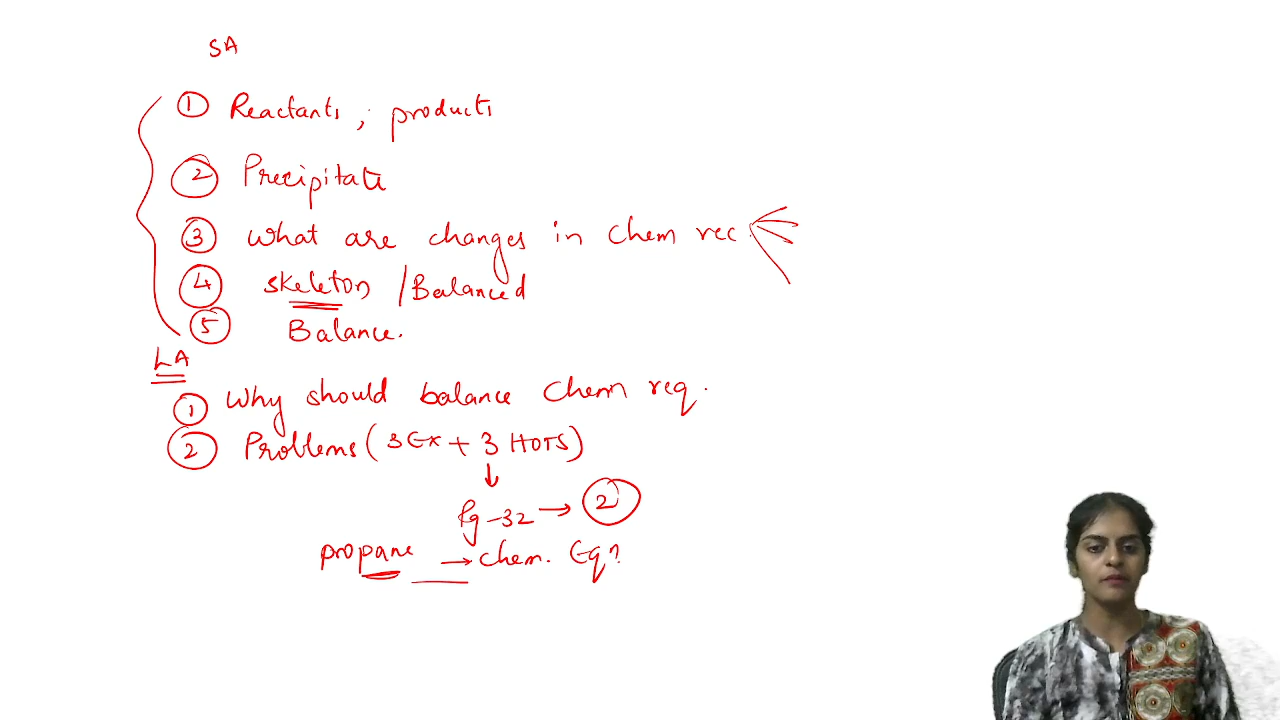 SA
① Reactants, products
② Precipitate
③ What are changes in chem rec.
④ skeleton / Balanced
⑤ Balance.
LA
① Why should balance chem req.
② Problems (3 Ex + 3 HOTS)
↓
Pg-32 → ②
propane → chem. Eq?